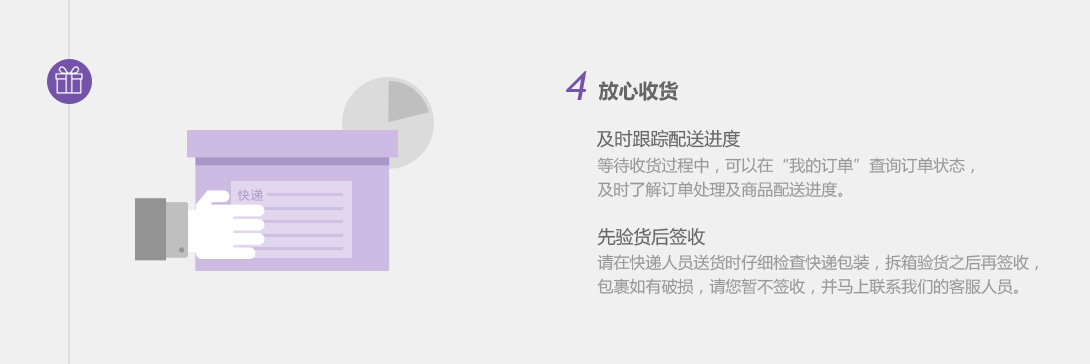 4 放心收货
及时跟踪配送进度
等待收货过程中，可以在“我的订单”查询订单状态，
及时了解订单处理及商品配送进度。
快递
先验货后签收
请在快递人员送货时仔细检查快递包装，拆箱验货之后再签收，
包裹如有破损，请您暂不签收，并马上联系我们的客服人员。